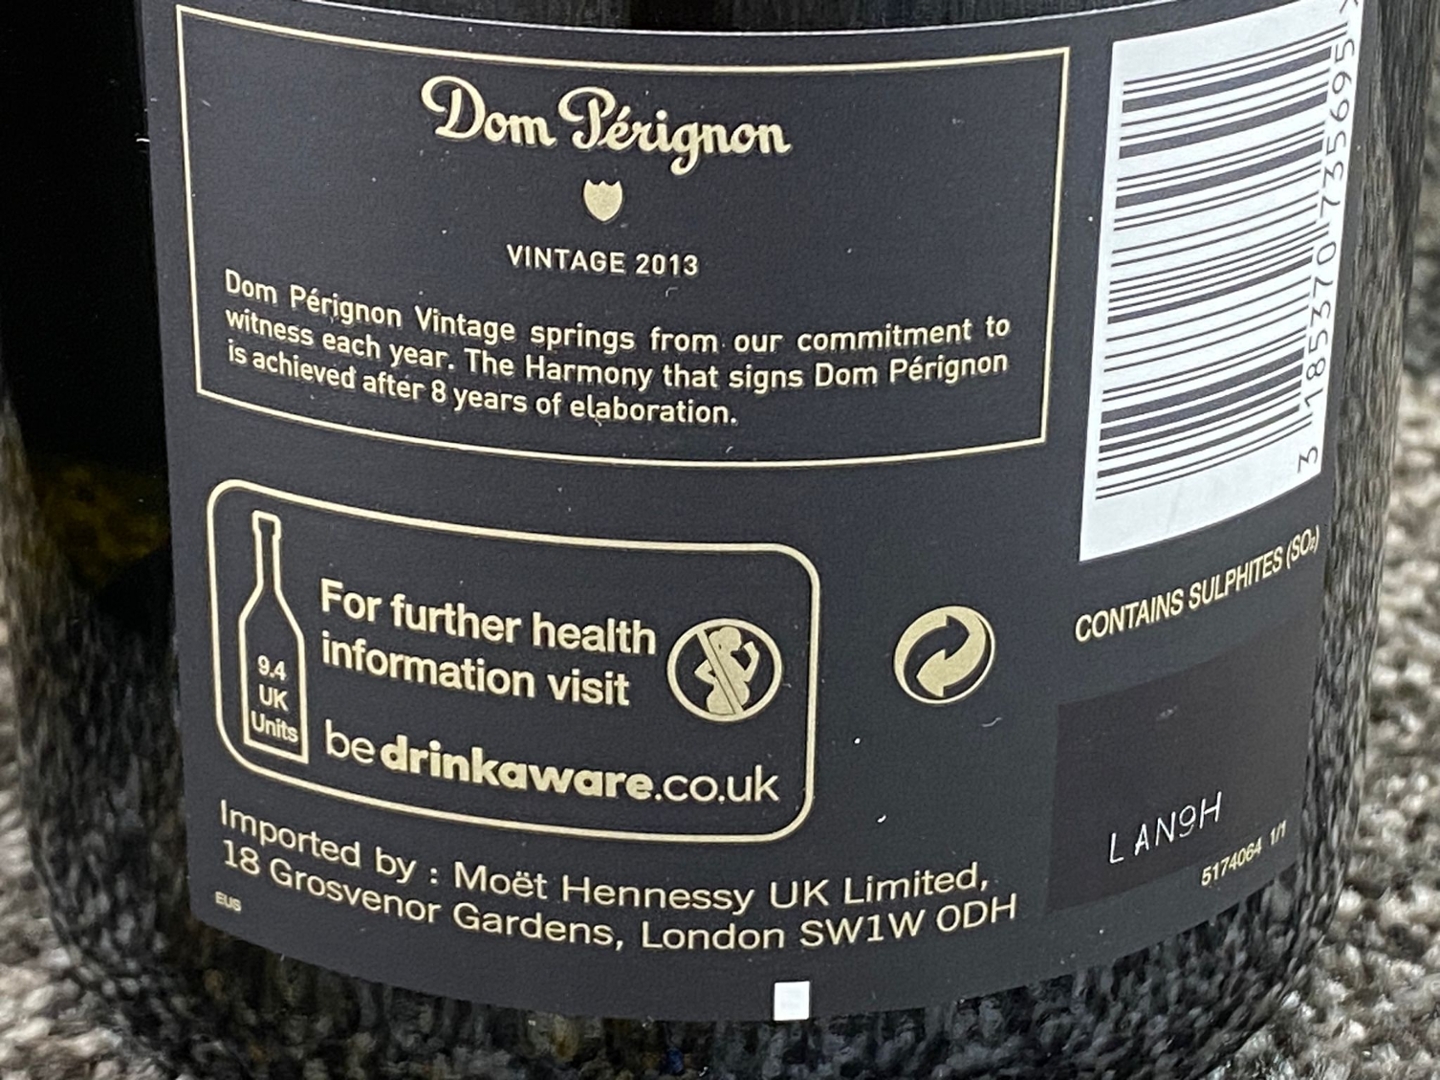 Dom Pérignon
VINTAGE 2013
Dom Pérignon Vintage springs from our commitment to
witness each year. The Harmony that signs Dom Pérignon
is achieved after 8 years of elaboration.
9.4
UK
Units
For further health
information visit
bedrinkaware.co.uk
Imported by : Moët Hennessy UK Limited,
18 Grosvenor Gardens, London SW1W 0DH
EUS
3 185370 735695 >
CONTAINS SULPHITES (SO₂)
LAN9H
5174064 1/1